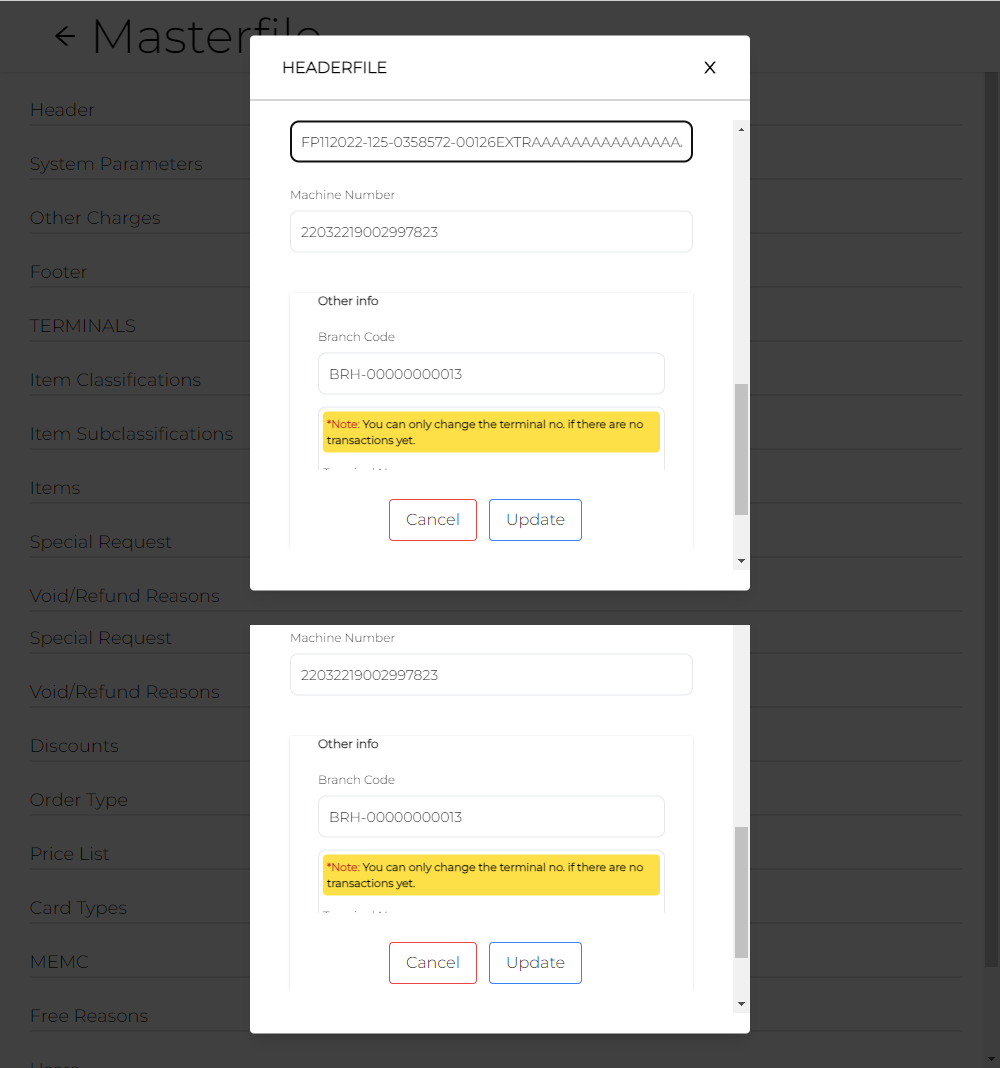 Masterfile
HEADERFILE
X
Header
System Parameters
Other Charges
Footer
TERMINALS
Item Classifications
Item Subclassifications
Items
Special Request
Void/Refund Reasons
Special Request
Void/Refund Reasons
Discounts
Order Type
Price List
Card Types
MEMC
Free Reasons
FP112022-125-0358572-00126EXTRAAAAAAAAAAAAAAA
Machine Number
22032219002997823
Other info
Branch Code
BRH-00000000013
*Note: You can only change the terminal no. if there are no
transactions yet.
Cancel
Update
Machine Number
22032219002997823
Other info
Branch Code
BRH-00000000013
*Note: You can only change the terminal no. if there are no
transactions yet.
Cancel
Update